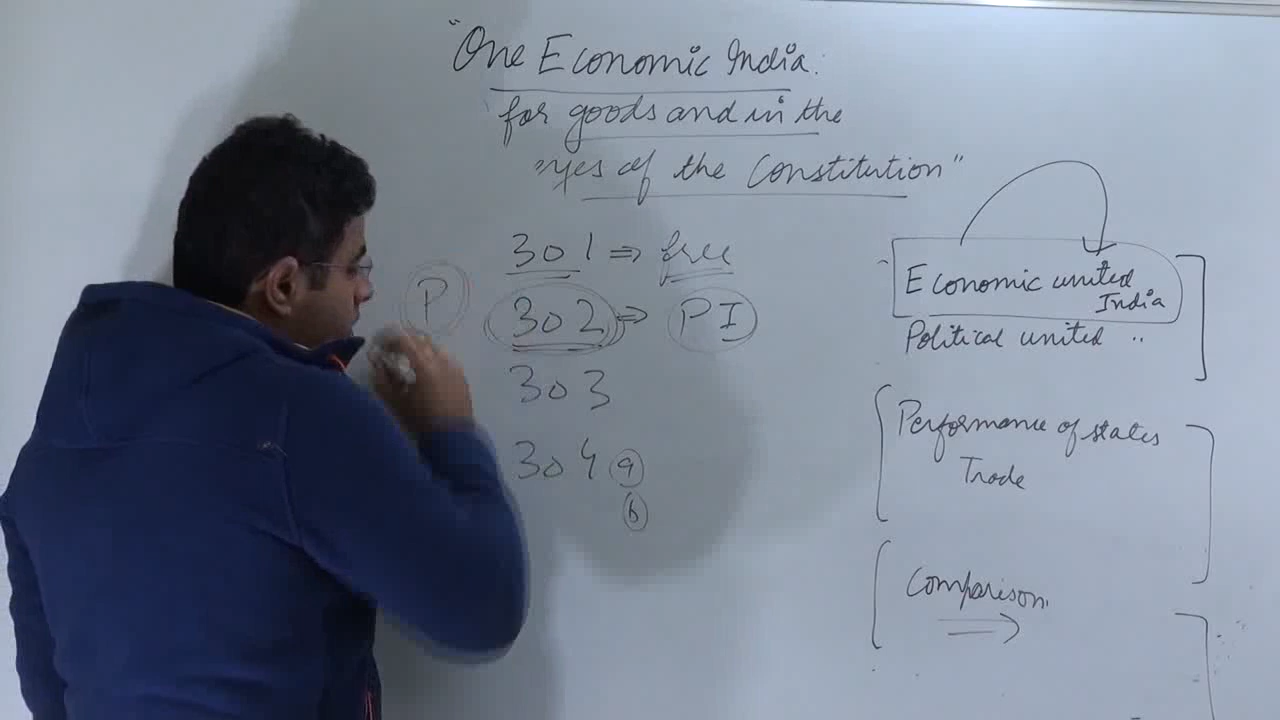 "One Economic India:
for goods and in the
eyes of the Constitution"
301 ⇒ free
P 302 ⇒ PI
303
304 a
b
Economic united
India
Political united "
Performance of states
Trade
Comparison.